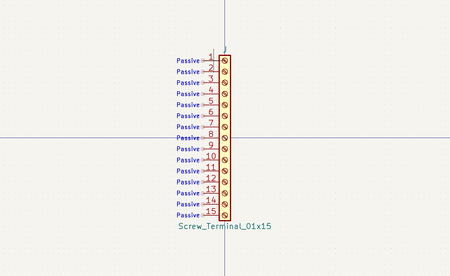 J
Passive 1
Passive 2
Passive 3
Passive 4
Passive 5
Passive 6
Passive 7
Passive 8
Passive 9
Passive 10
Passive 11
Passive 12
Passive 13
Passive 14
Passive 15
Screw_Terminal_01x15